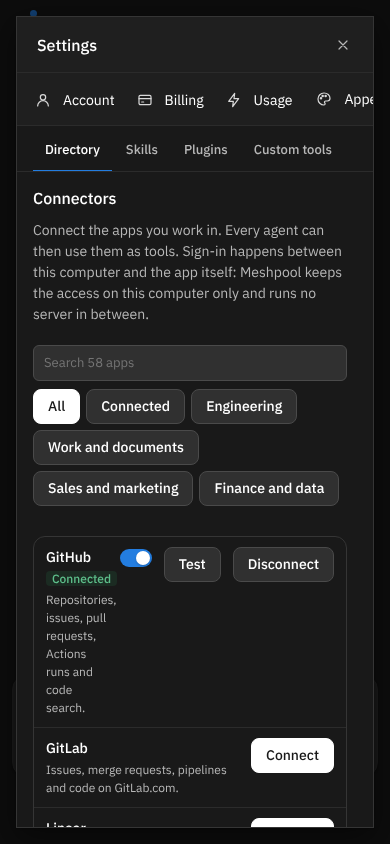 Settings
Account
Billing
Usage
Appe
Directory
Skills
Plugins
Custom tools
Connectors
Connect the apps you work in. Every agent can
then use them as tools. Sign-in happens between
this computer and the app itself: Meshpool keeps
the access on this computer only and runs no
server in between.
Search 58 apps
All
Connected
Engineering
Work and documents
Sales and marketing
Finance and data
GitHub
Connected
Repositories,
issues, pull
requests,
Actions
runs and
code
search.
Test
Disconnect
GitLab
Issues, merge requests, pipelines
and code on GitLab.com.
Connect